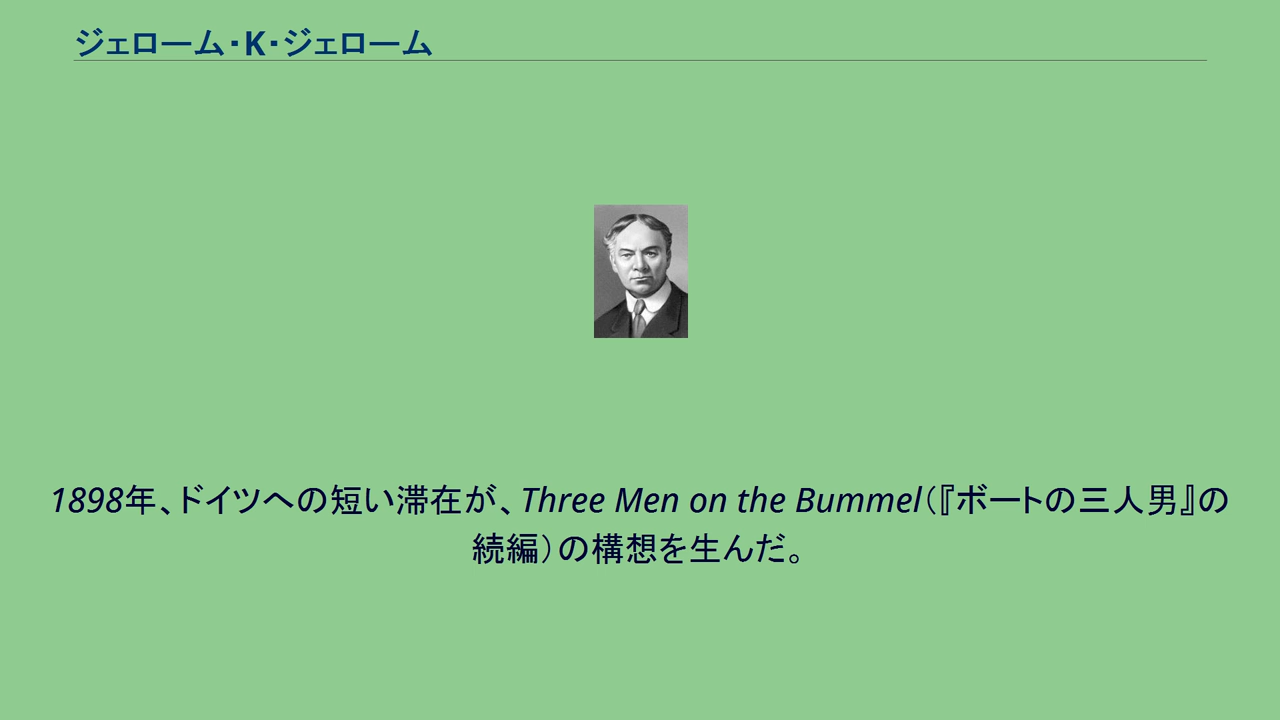 ジェローム・K・ジェローム
1898年、ドイツへの短い滞在が、Three Men on the Bummel（『ボートの三人男』の
続編）の構想を生んだ。